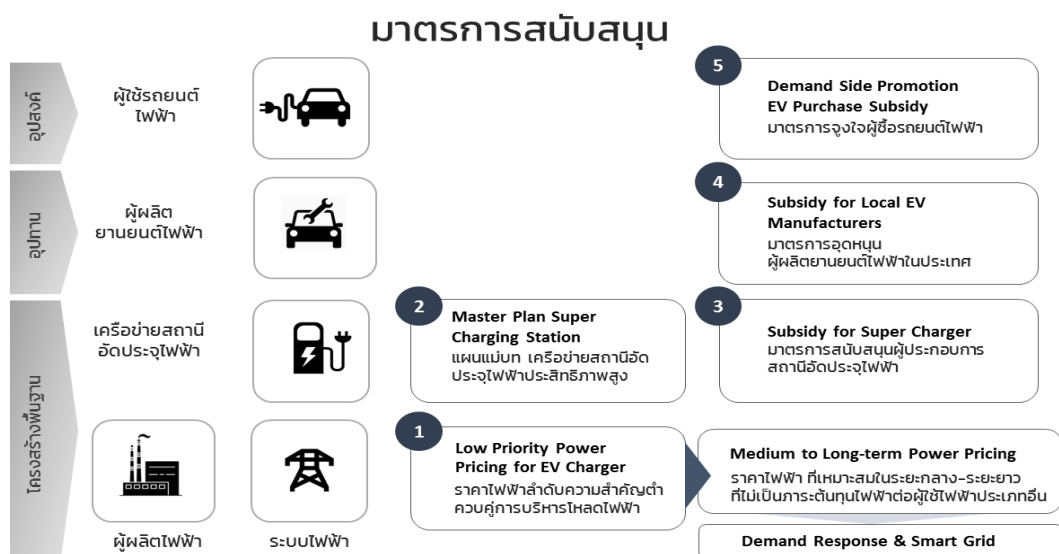 มาตรการสนับสนุน
อุปสงค์
ผู้ใช้รถยนต์
ไฟฟ้า
5
Demand Side Promotion
EV Purchase Subsidy
มาตรการจูงใจผู้ซื้อรถยนต์ไฟฟ้า
อุปทาน
ผู้ผลิต
ยานยนต์ไฟฟ้า
4
Subsidy for Local EV
Manufacturers
มาตรการอุดหนุน
ผู้ผลิตยานยนต์ไฟฟ้าในประเทศ
โครงสร้างพื้นฐาน
เครือข่ายสถานี
อัดประจุไฟฟ้า
2
Master Plan Super
Charging Station
แผนแม่บท เครือข่ายสถานีอัด
ประจุไฟฟ้าประสิทธิภาพสูง
3
Subsidy for Super Charger
มาตรการสนับสนุนผู้ประกอบการ
สถานีอัดประจุไฟฟ้า
ผู้ผลิตไฟฟ้า
ระบบไฟฟ้า
1
Low Priority Power
Pricing for EV Charger
ราคาไฟฟ้าลำดับความสำคัญต่ำ
ควบคู่การบริหารโหลดไฟฟ้า
Medium to Long-term Power Pricing
ราคาไฟฟ้า ที่เหมาะสมในระยะกลาง-ระยะยาว
ที่ไม่เป็นภาระต้นทุนไฟฟ้าต่อผู้ใช้ไฟฟ้าประเภทอื่น
Demand Response & Smart Grid